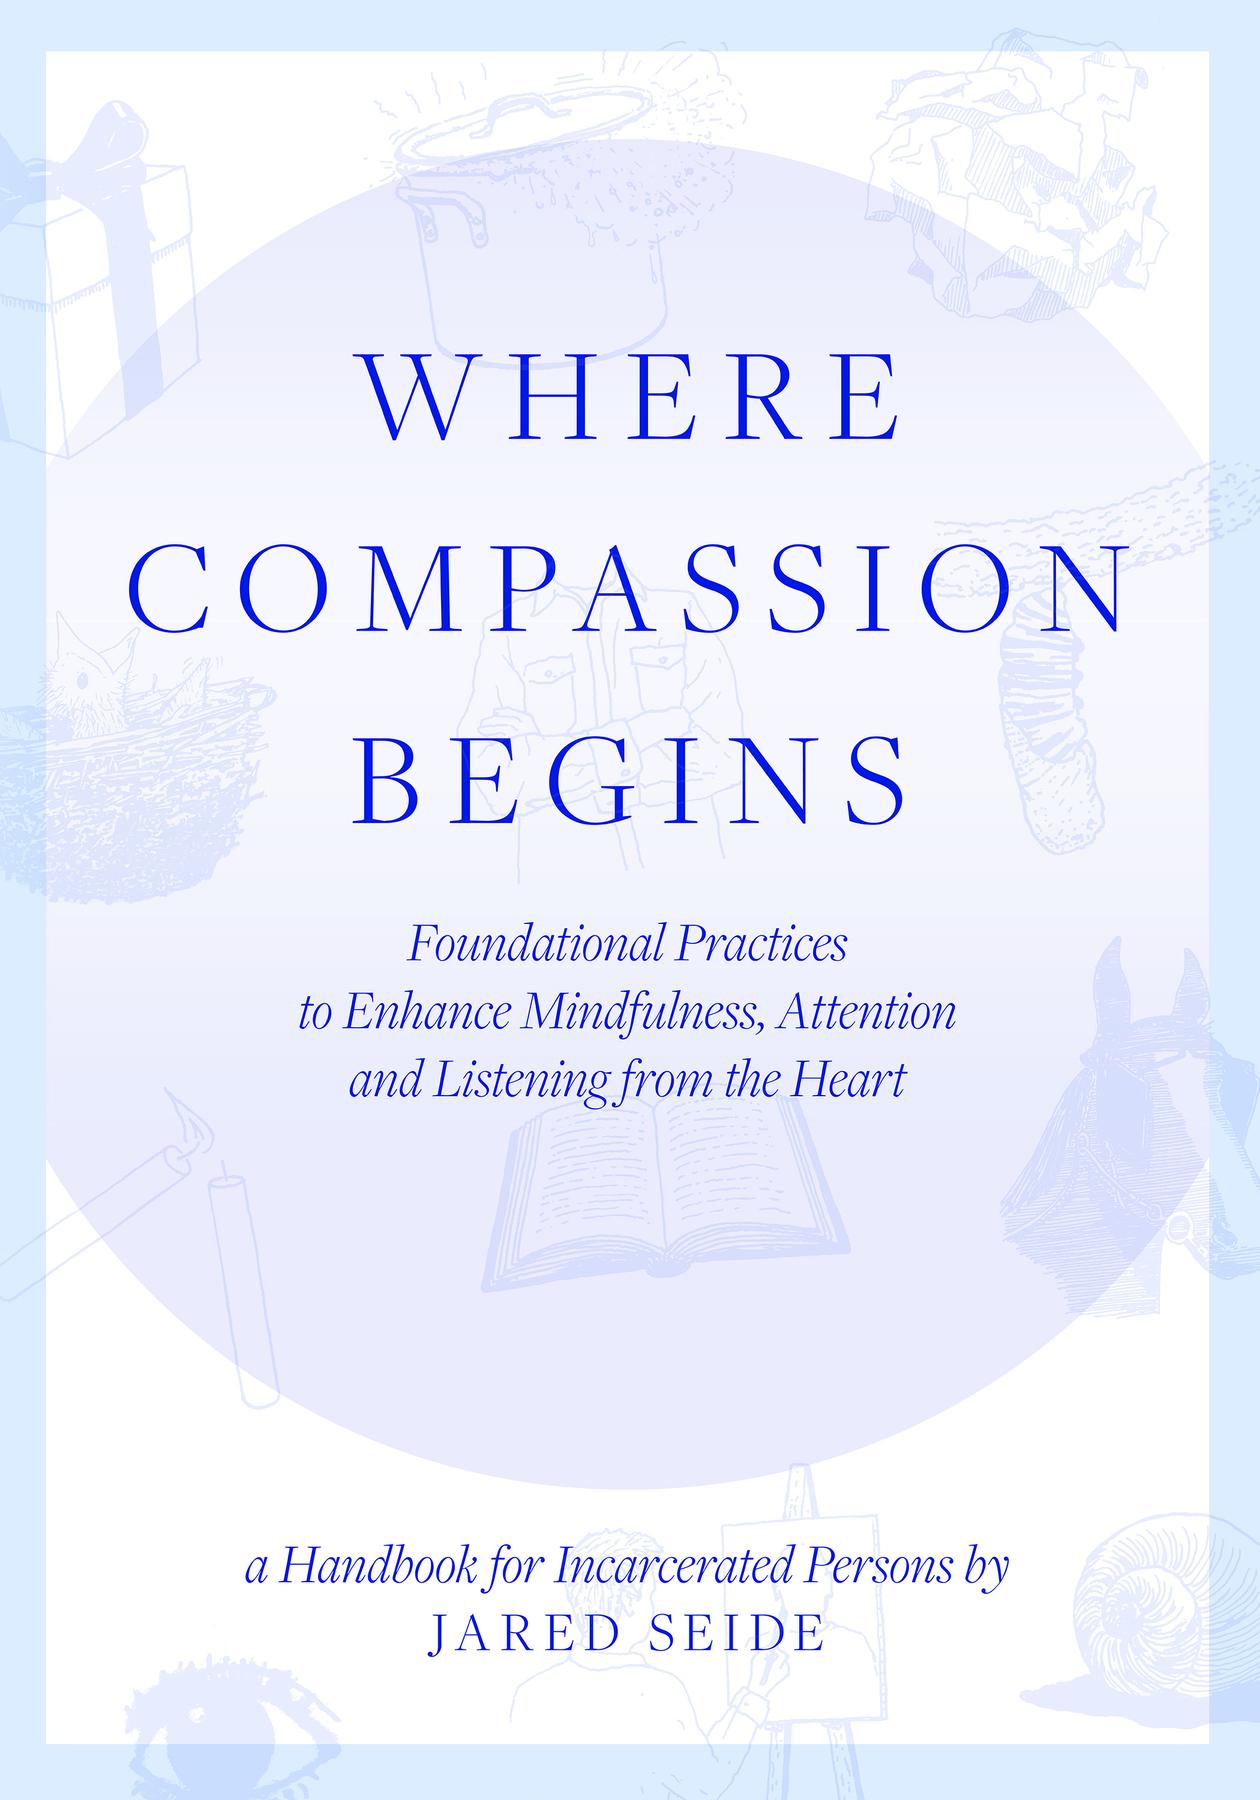 WHERE
COMPASSION
BEGINS
Foundational Practices
to Enhance Mindfulness, Attention
and Listening from the Heart
a Handbook for Incarcerated Persons by
JARED SEIDE